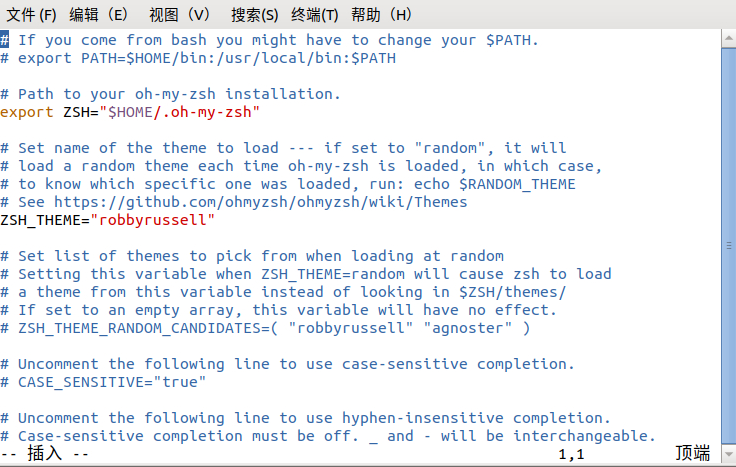 文件(F) 编辑（E） 视图（V） 搜索(S) 终端(T) 帮助（H）
# If you come from bash you might have to change your $PATH.
# export PATH=$HOME/bin:/usr/local/bin:$PATH
# Path to your oh-my-zsh installation.
export ZSH="$HOME/.oh-my-zsh"
# Set name of the theme to load --- if set to "random", it will
# load a random theme each time oh-my-zsh is loaded, in which case,
# to know which specific one was loaded, run: echo $RANDOM_THEME
# See https://github.com/ohmyzsh/ohmyzsh/wiki/Themes
ZSH_THEME="robbyrussell"
# Set list of themes to pick from when loading at random
# Setting this variable when ZSH_THEME=random will cause zsh to load
# a theme from this variable instead of looking in $ZSH/themes/
# If set to an empty array, this variable will have no effect.
# ZSH_THEME_RANDOM_CANDIDATES=( "robbyrussell" "agnoster" )
# Uncomment the following line to use case-sensitive completion.
# CASE_SENSITIVE="true"
# Uncomment the following line to use hyphen-insensitive completion.
# Case-sensitive completion must be off. _ and - will be interchangeable.
-- 插入 -- 1,1 顶端